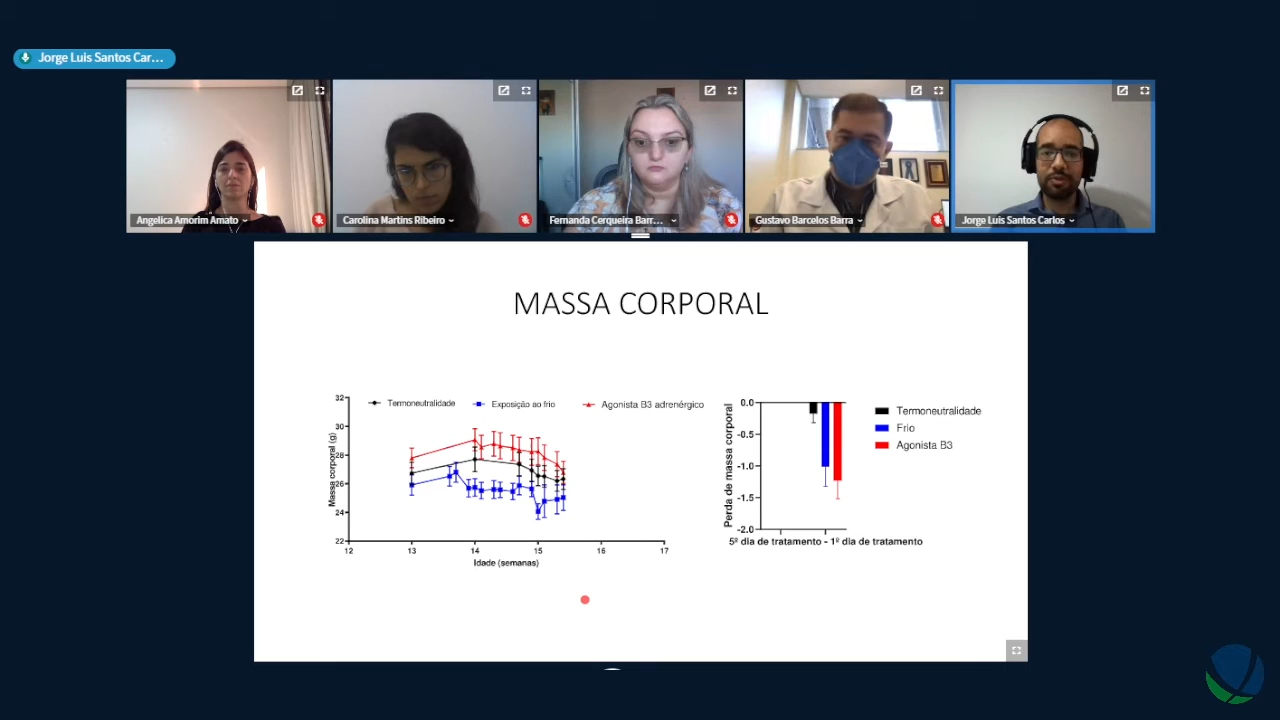 Jorge Luis Santos Car...
Angelica Amorim Amato
Carolina Martins Ribeiro
Fernanda Cerqueira Barr...
Gustavo Barcelos Barra
Jorge Luis Santos Carlos
MASSA CORPORAL
Termoneutralidade
Exposição ao frio
Agonista B3 adrenérgico
Massa corporal (g)
32
30
28
26
24
22
12
13
14
15
16
17
Idade (semanas)
Perda de massa corporal
0.0
-0.5
-1.0
-1.5
-2.0
5º dia de tratamento - 1º dia de tratamento
Termoneutralidade
Frio
Agonista B3